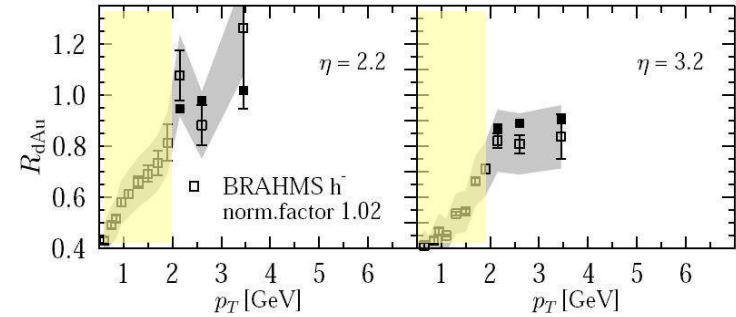 1.2
1.0
0.8
0.6
0.4
R_dAu
η = 2.2
η = 3.2
BRAHMS h⁻
norm.factor 1.02
1 2 3 4 5 6
1 2 3 4 5 6
p_T [GeV]
p_T [GeV]